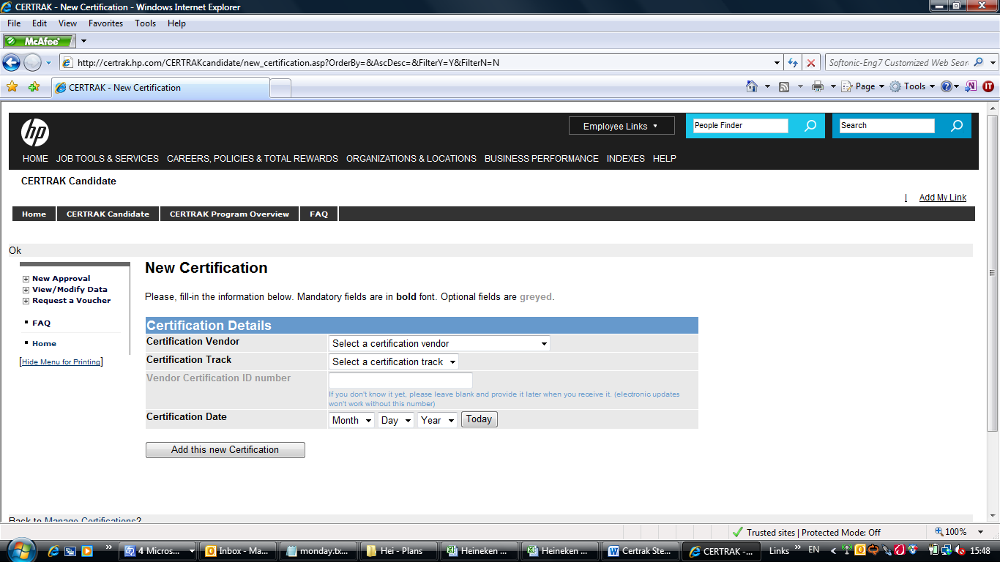 CERTRAK - New Certification - Windows Internet Explorer
File Edit View Favorites Tools Help
McAfee
http://certrak.hp.com/CERTRAKcandidate/new_certification.asp?OrderBy=&AscDesc=&FilterY=Y&FilterN=N
Softonic-Eng7 Customized Web Sear
CERTRAK - New Certification
Page Tools
hp
Employee Links
People Finder
Search
HOME JOB TOOLS & SERVICES CAREERS, POLICIES & TOTAL REWARDS ORGANIZATIONS & LOCATIONS BUSINESS PERFORMANCE INDEXES HELP
CERTRAK Candidate
| Add My Link
Home CERTRAK Candidate CERTRAK Program Overview FAQ
Ok
New Approval
View/Modify Data
Request a Voucher
FAQ
Home
[Hide Menu for Printing]
New Certification
Please, fill-in the information below. Mandatory fields are in bold font. Optional fields are greyed.
Certification Details
Certification Vendor Select a certification vendor
Certification Track Select a certification track
Vendor Certification ID number
If you don't know it yet, please leave blank and provide it later when you receive it. (electronic updates
won't work without this number)
Certification Date Month Day Year Today
Add this new Certification
Back to Manage Certifications?
Trusted sites | Protected Mode: Off 100%
4 Micros... Inbox - Ma... monday.tx... Hei - Plans Heineken ... Heineken ... Certrak Ste... CERTRAK -... Links EN 15:48